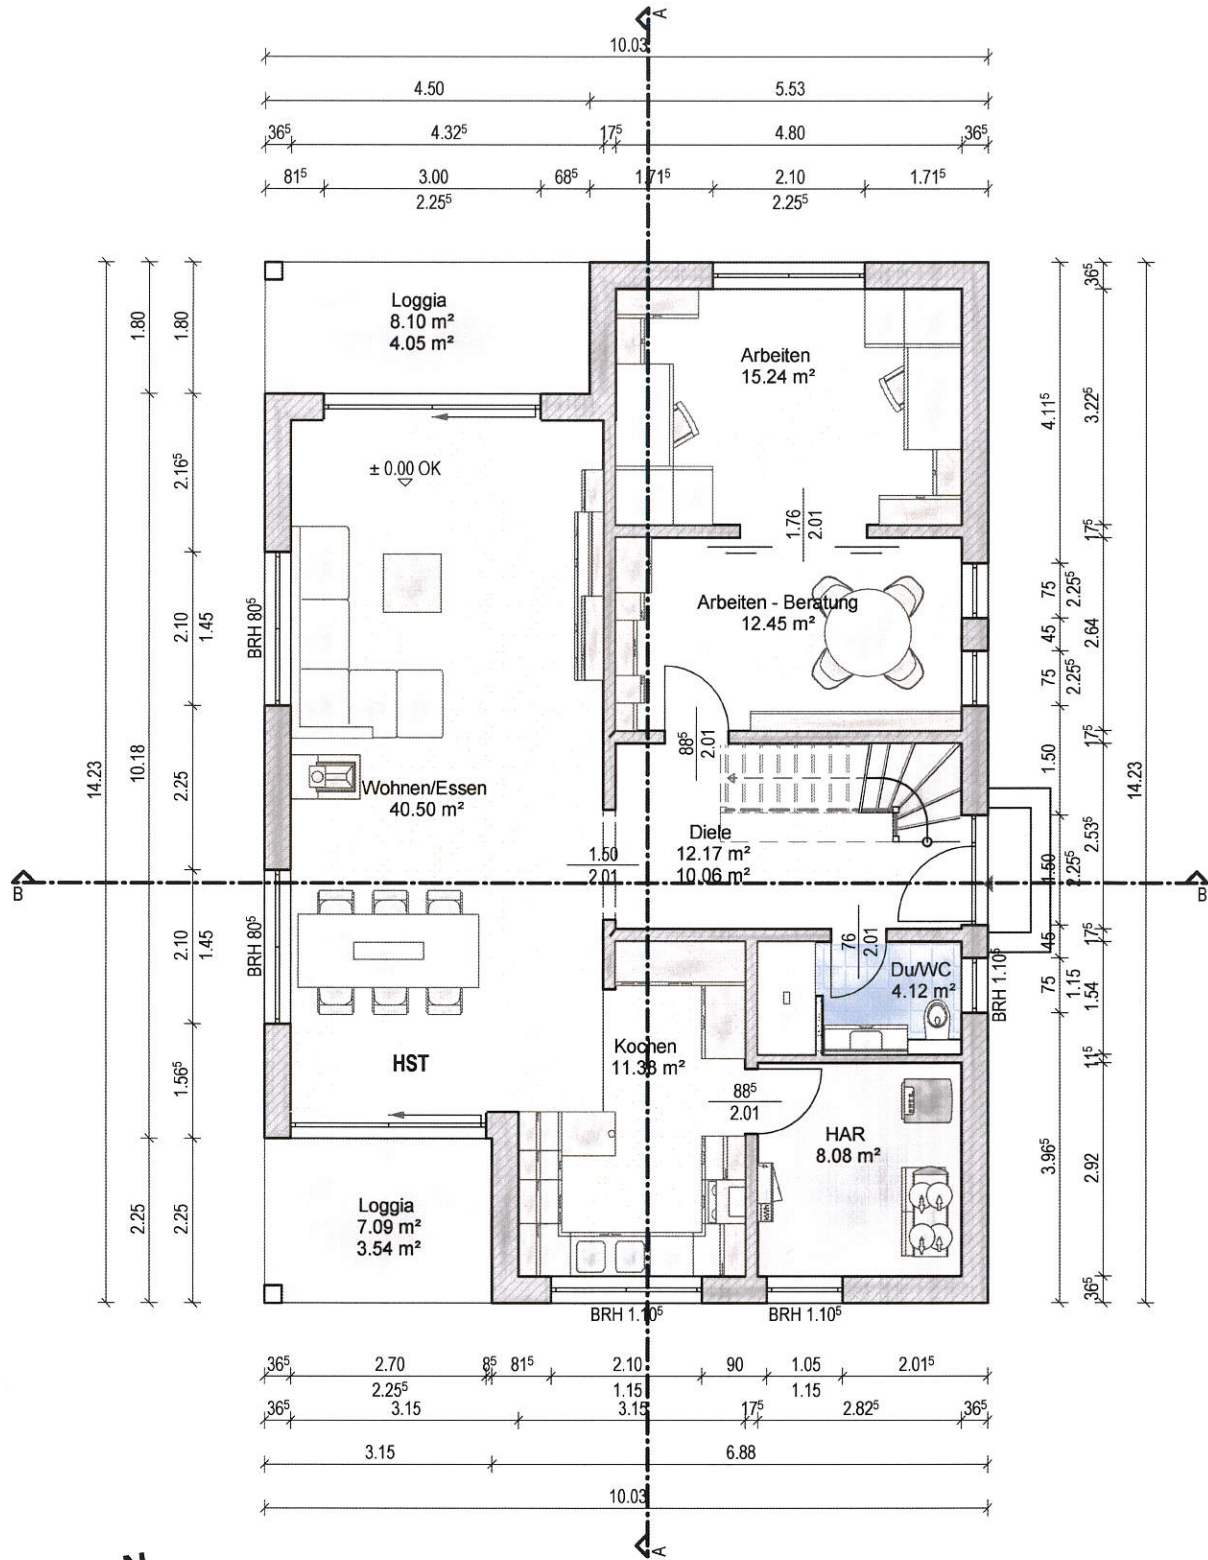 A
10.03
4.50 5.53
36⁵ 4.32⁵ 17⁵ 4.80 36⁵
81⁵ 3.00 68⁵ 1.71⁵ 2.10 1.71⁵
2.25⁵ 2.25⁵
Loggia
8.10 m²
4.05 m²
Arbeiten
15.24 m²
± 0.00 OK
1.76
2.01
Arbeiten - Beratung
12.45 m²
88⁵
2.01
Wohnen/Essen
40.50 m²
Diele
12.17 m²
10.06 m²
1.50
2.01
B
B
76
2.01
Du/WC
4.12 m²
Kochen
11.38 m²
HST
88⁵
2.01
HAR
8.08 m²
Loggia
7.09 m²
3.54 m²
BRH 80⁵
BRH 80⁵
BRH 1.10⁵
BRH 1.10⁵
BRH 1.10⁵
14.23
1.80
10.18
2.25
1.80
2.16⁵
2.10
1.45
2.25
2.10
1.45
1.56⁵
2.25
4.11⁵
75
2.25⁵
45
75
2.25⁵
1.50
1.50
2.25⁵
45
75
1.15
3.96⁵
36⁵
3.22⁵
17⁵
2.64
17⁵
2.53⁵
17⁵
1.54
11⁵
2.92
36⁵
14.23
36⁵ 2.70 8⁵ 81⁵ 2.10 90 1.05 2.01⁵
2.25⁵ 1.15 1.15
36⁵ 3.15 3.15 17⁵ 2.82⁵ 36⁵
3.15 6.88
10.03
A
N